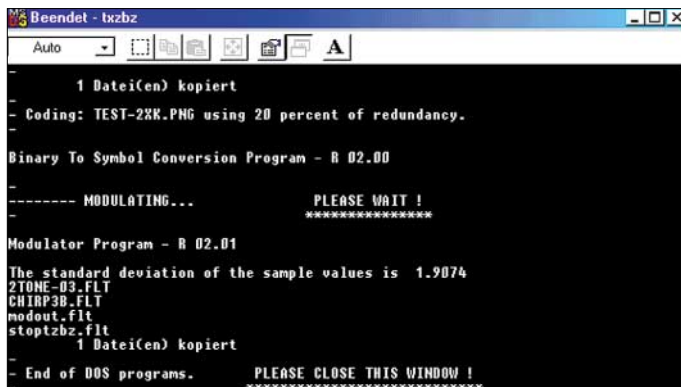 Beendet - txzbz
Auto
A
-
1 Datei(en) kopiert
-
- Coding: TEST-2XK.PNG using 20 percent of redundancy.
-
Binary To Symbol Conversion Program - R 02.00
-
-------- MODULATING... PLEASE WAIT !
- ***************
Modulator Program - R 02.01
The standard deviation of the sample values is 1.9074
2TONE-03.FLT
CHIRP3B.FLT
modout.flt
stoptzbz.flt
1 Datei(en) kopiert
-
- End of DOS programs. PLEASE CLOSE THIS WINDOW !
****************************